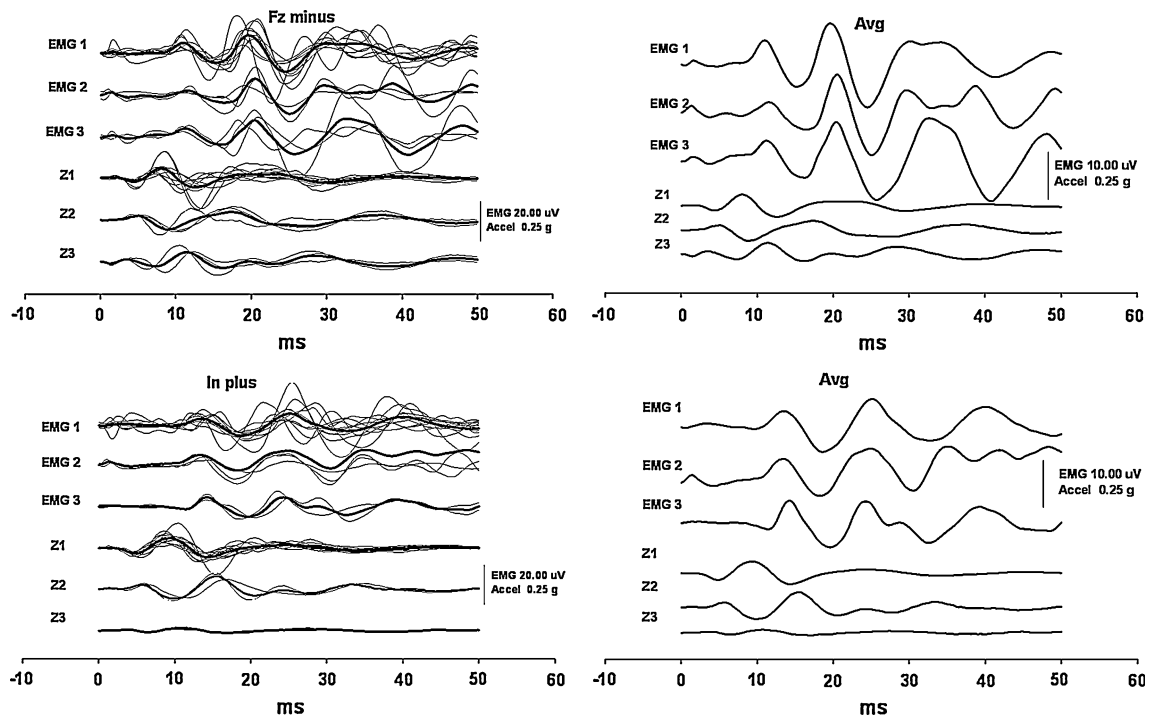 Fz minus
EMG 1
EMG 2
EMG 3
Z1
Z2
Z3
EMG 20.00 uV
Accel 0.25 g
-10 0 10 20 30 40 50 60
ms
Avg
EMG 1
EMG 2
EMG 3
Z1
Z2
Z3
EMG 10.00 uV
Accel 0.25 g
-10 0 10 20 30 40 50 60
ms
In plus
EMG 1
EMG 2
EMG 3
Z1
Z2
Z3
EMG 20.00 uV
Accel 0.25 g
-10 0 10 20 30 40 50 60
ms
Avg
EMG 1
EMG 2
EMG 3
Z1
Z2
Z3
EMG 10.00 uV
Accel 0.25 g
-10 0 10 20 30 40 50 60
ms